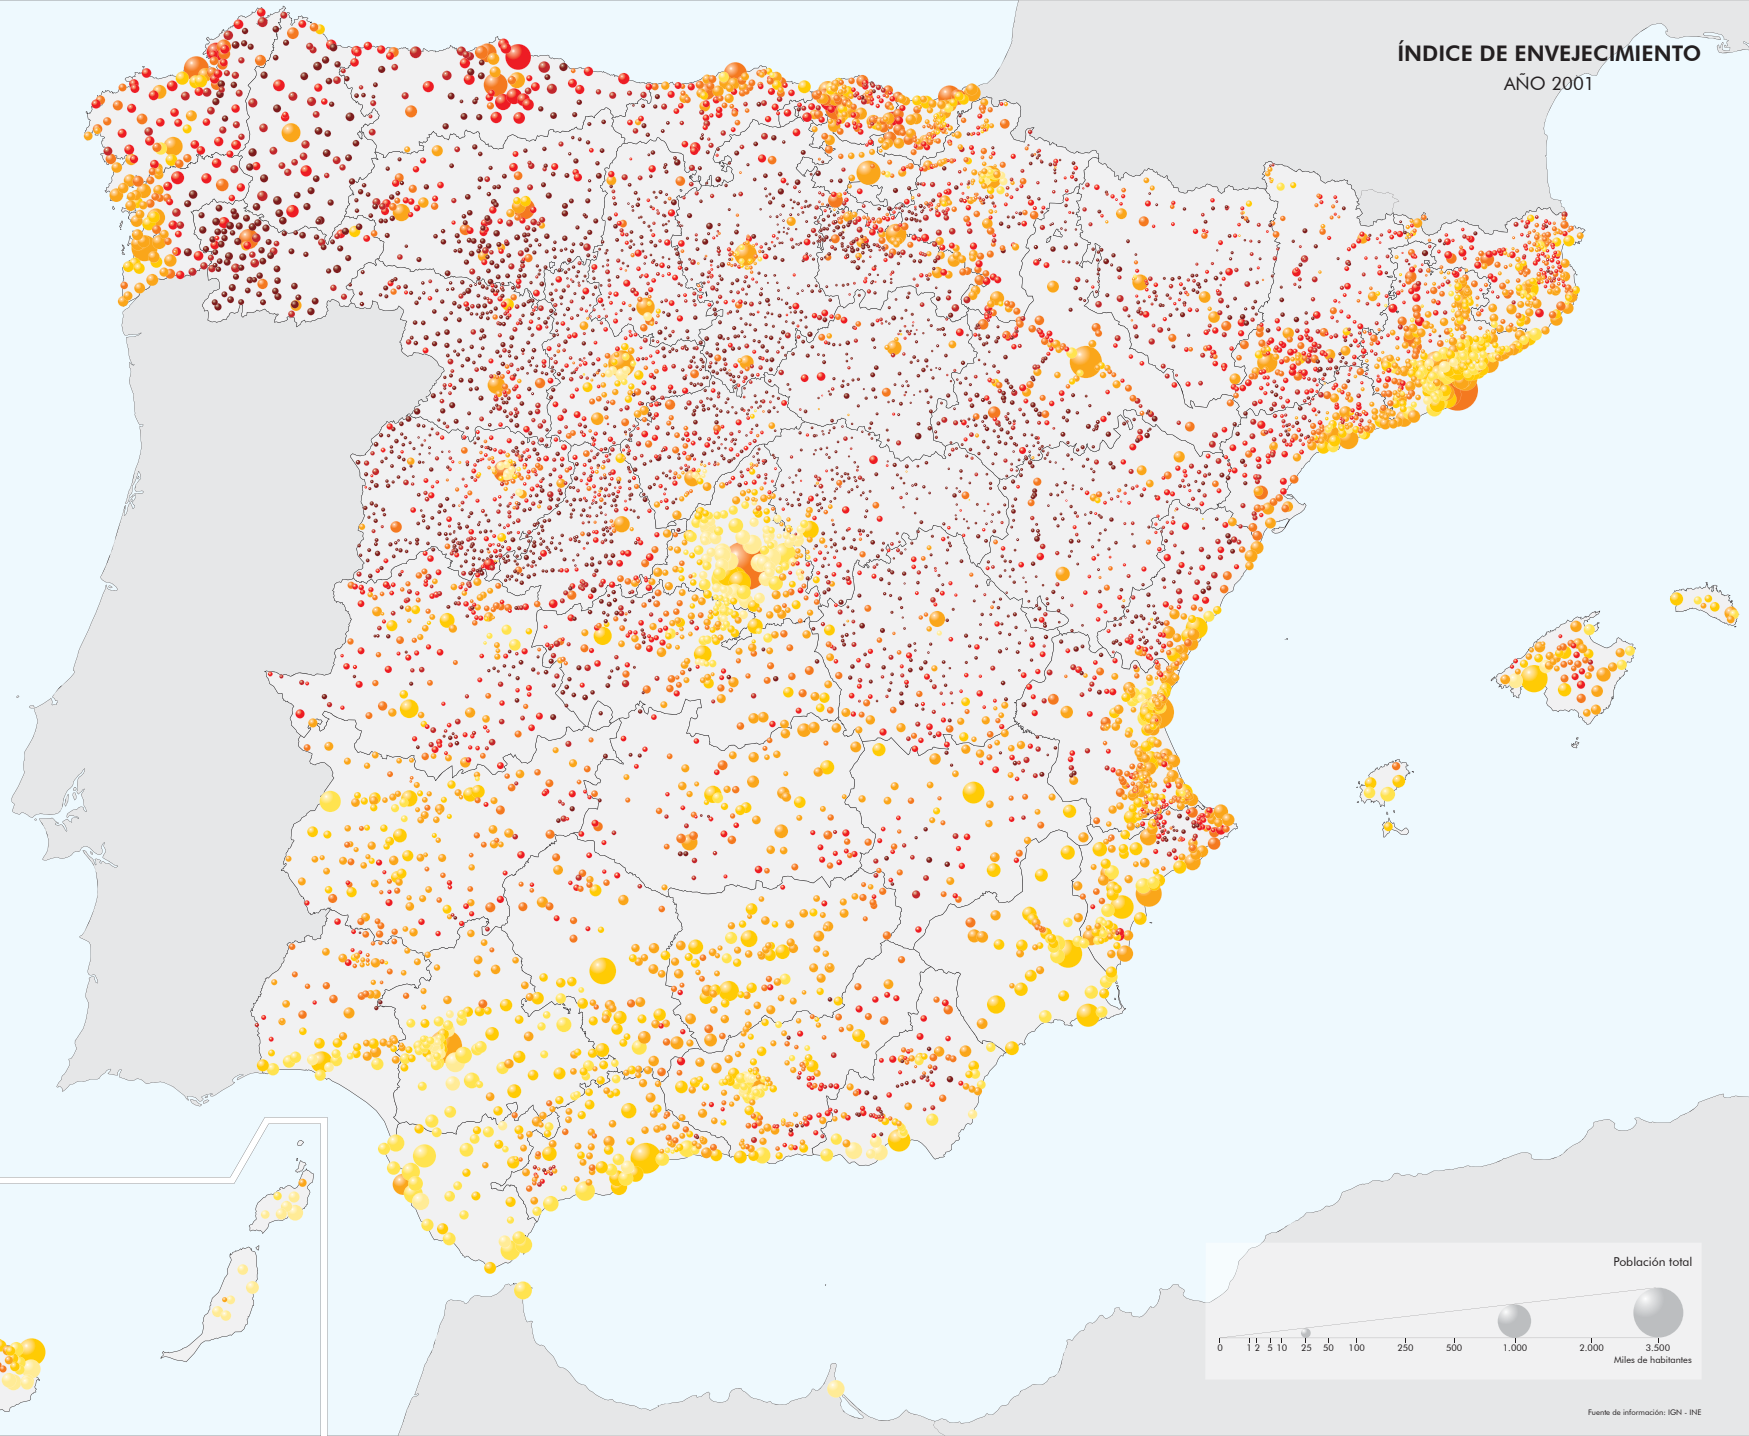 ÍNDICE DE ENVEJECIMIENTO
AÑO 2001
Población total
0 1 2 5 10 25 50 100 250 500 1.000 2.000 3.500
Miles de habitantes
Fuente de información: IGN - INE